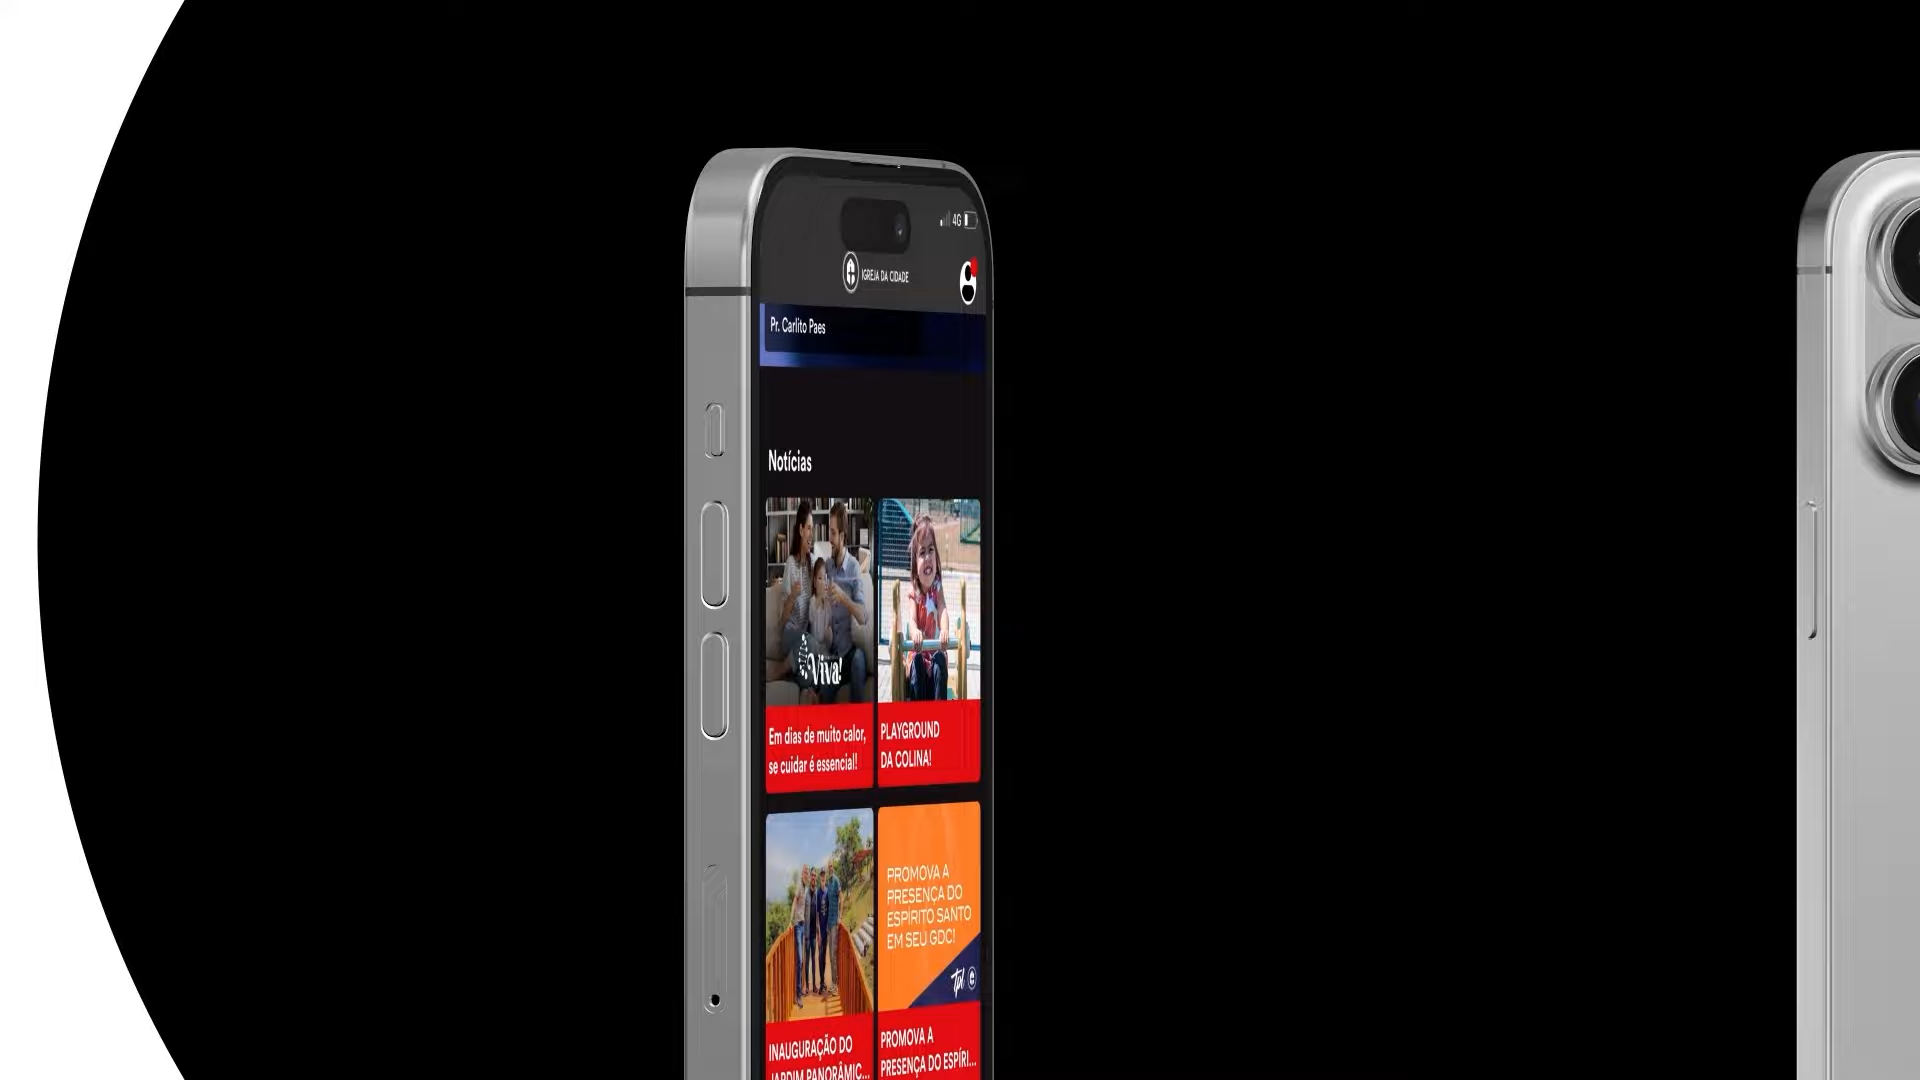 4G
IGREJA DA CIDADE
Pr. Carlito Paes
Notícias
Viva!
Em dias de muito calor,
se cuidar é essencial!
PLAYGROUND
DA COLINA!
PROMOVA A
PRESENÇA DO
ESPÍRITO SANTO
EM SEU GDC!
tpl
INAUGURAÇÃO DO
JARDIM PANORÂMIC...
PROMOVA A
PRESENÇA DO ESPÍRI...